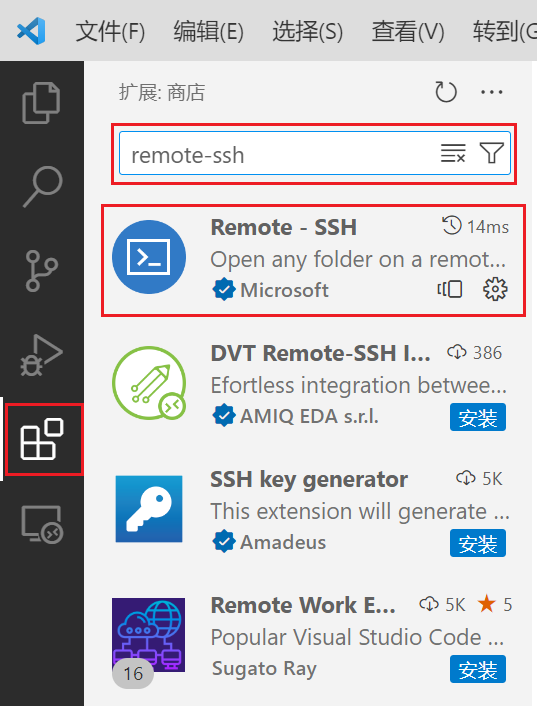 文件(F) 编辑(E) 选择(S) 查看(V) 转到(G
扩展: 商店
remote-ssh
Remote - SSH 14ms
Open any folder on a remot...
Microsoft
DVT Remote-SSH I... 386
Efortless integration betwee...
AMIQ EDA s.r.l. 安装
SSH key generator 5K
This extension will generate ...
Amadeus 安装
Remote Work E... 5K 5
Popular Visual Studio Code ...
16 Sugato Ray 安装